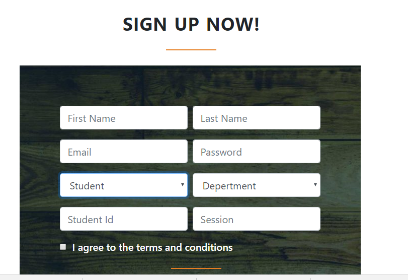 SIGN UP NOW!
First Name Last Name
Email Password
Student Depertment
Student Id Session
I agree to the terms and conditions